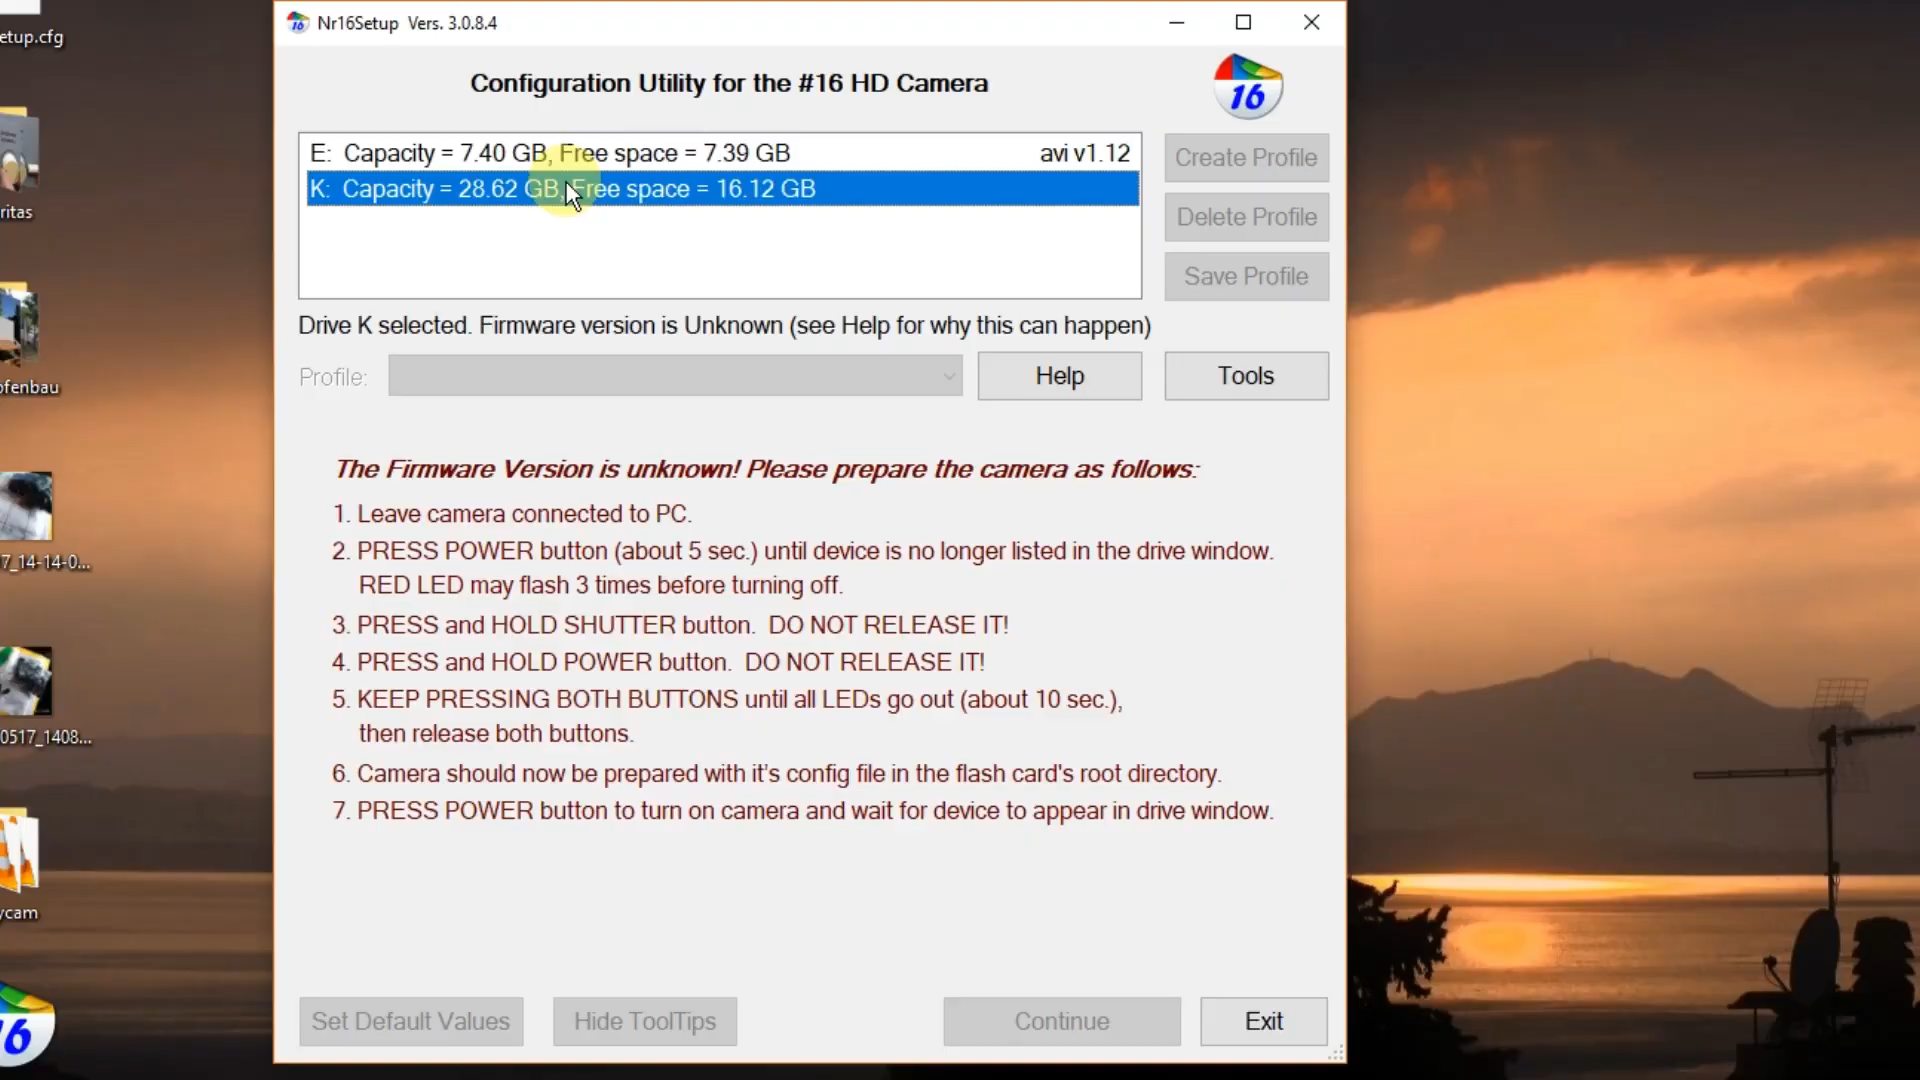 etup.cfg
ritas
ofenbau
7_14-14-0...
0517_1408...
ycam
16
Nr16Setup Vers. 3.0.8.4
Configuration Utility for the #16 HD Camera
16
E: Capacity = 7.40 GB, Free space = 7.39 GB avi v1.12
K: Capacity = 28.62 GB, Free space = 16.12 GB
Create Profile
Delete Profile
Save Profile
Drive K selected. Firmware version is Unknown (see Help for why this can happen)
Profile:
Help
Tools
The Firmware Version is unknown! Please prepare the camera as follows:
1. Leave camera connected to PC.
2. PRESS POWER button (about 5 sec.) until device is no longer listed in the drive window.
RED LED may flash 3 times before turning off.
3. PRESS and HOLD SHUTTER button. DO NOT RELEASE IT!
4. PRESS and HOLD POWER button. DO NOT RELEASE IT!
5. KEEP PRESSING BOTH BUTTONS until all LEDs go out (about 10 sec.),
then release both buttons.
6. Camera should now be prepared with it's config file in the flash card's root directory.
7. PRESS POWER button to turn on camera and wait for device to appear in drive window.
Set Default Values
Hide ToolTips
Continue
Exit